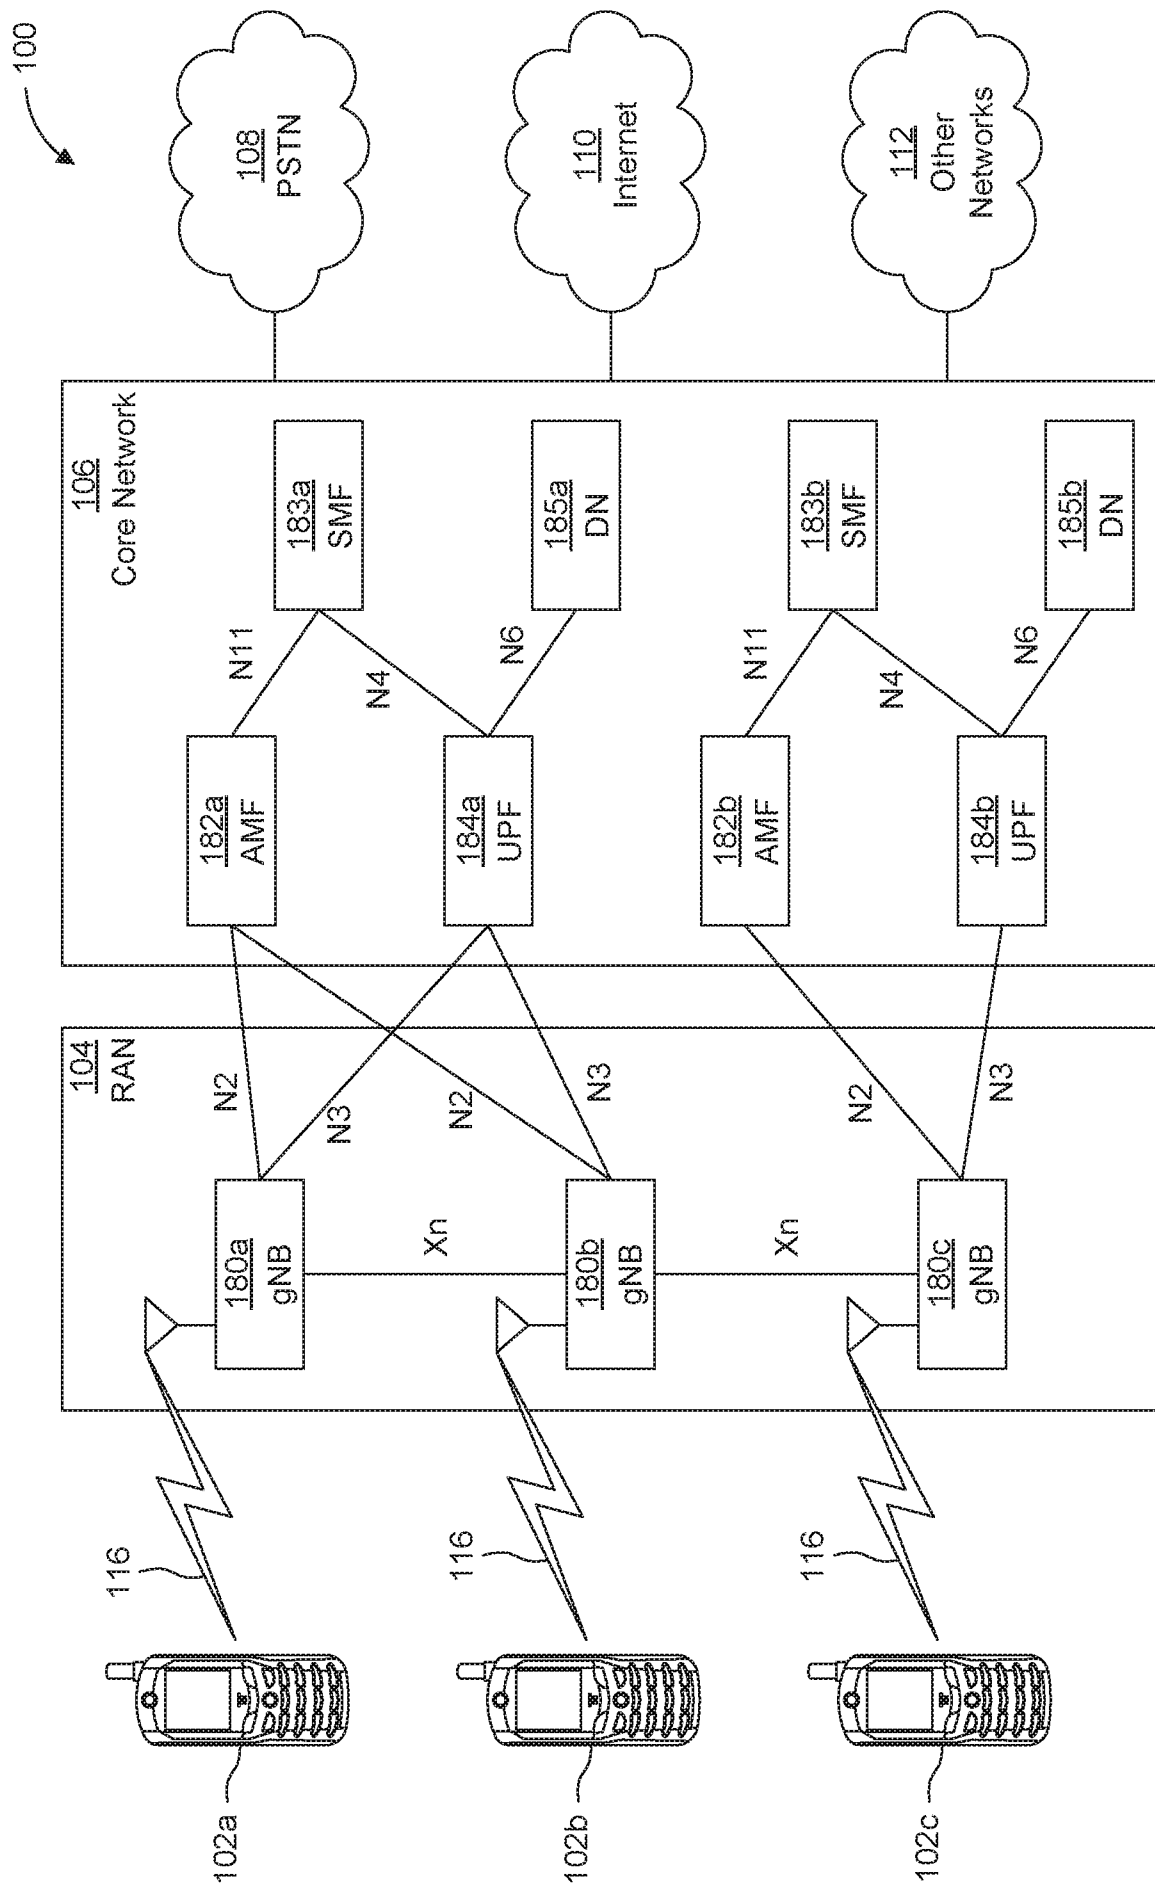 100
102a
116
104
RAN
180a
gNB
N2
N3
Xn
102b
116
180b
gNB
N2
N3
Xn
102c
116
180c
gNB
N2
N3
106
Core Network
182a
AMF
N11
183a
SMF
N4
184a
UPF
N6
185a
DN
182b
AMF
N11
183b
SMF
N4
184b
UPF
N6
185b
DN
108
PSTN
110
Internet
112
Other
Networks